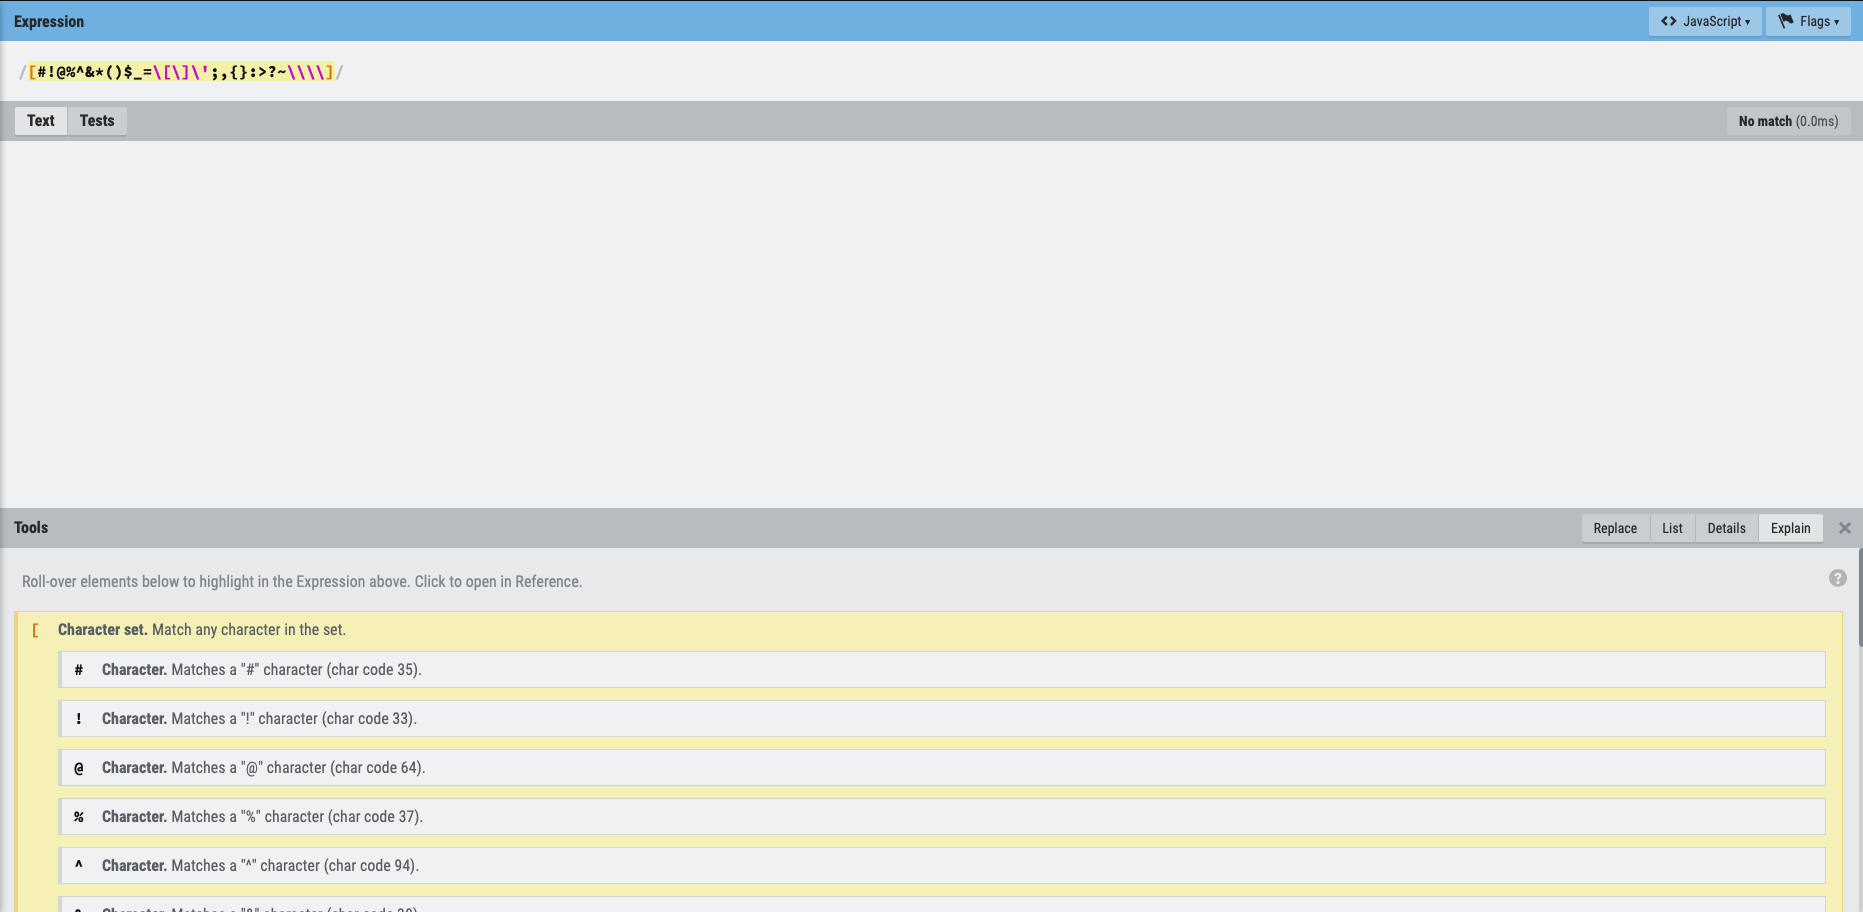 Expression
<> JavaScript ▾
Flags ▾
/[#!@%^&*()$_=\[\]\';,{}:>?~\\\\]/
Text
Tests
No match (0.0ms)
Tools
Replace
List
Details
Explain
Roll-over elements below to highlight in the Expression above. Click to open in Reference.
?
[ Character set. Match any character in the set.
# Character. Matches a "#" character (char code 35).
! Character. Matches a "!" character (char code 33).
@ Character. Matches a "@" character (char code 64).
% Character. Matches a "%" character (char code 37).
^ Character. Matches a "^" character (char code 94).